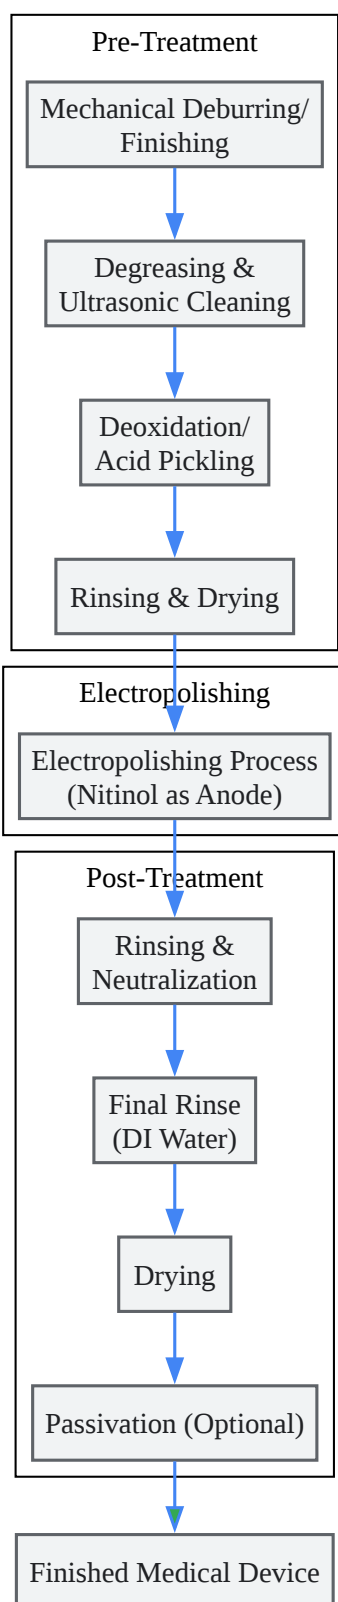 Pre-Treatment
Mechanical Deburring/
Finishing
Degreasing &
Ultrasonic Cleaning
Deoxidation/
Acid Pickling
Rinsing & Drying
Electropolishing
Electropolishing Process
(Nitinol as Anode)
Post-Treatment
Rinsing &
Neutralization
Final Rinse
(DI Water)
Drying
Passivation (Optional)
Finished Medical Device